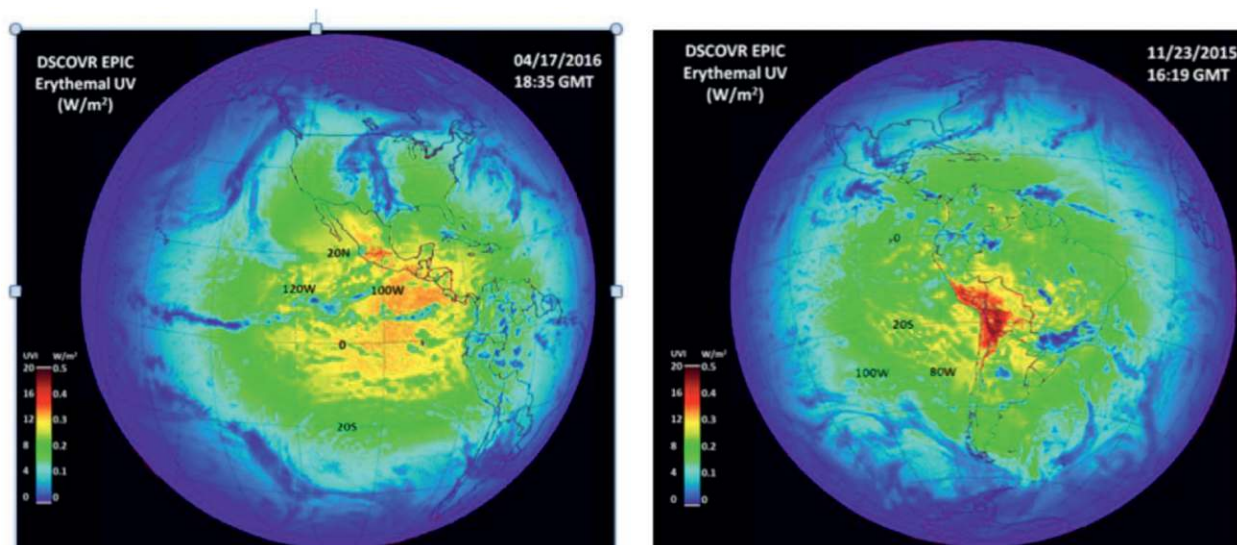 DSCOVR EPIC
Erythemal UV
(W/m²)
04/17/2016
18:35 GMT
20N
120W
100W
0
20S
UVI W/m²
20 0.5
16 0.4
12 0.3
8 0.2
4 0.1
0 0
DSCOVR EPIC
Erythemal UV
(W/m²)
11/23/2015
16:19 GMT
0
20S
100W
80W
UVI W/m²
20 0.5
16 0.4
12 0.3
8 0.2
4 0.1
0 0